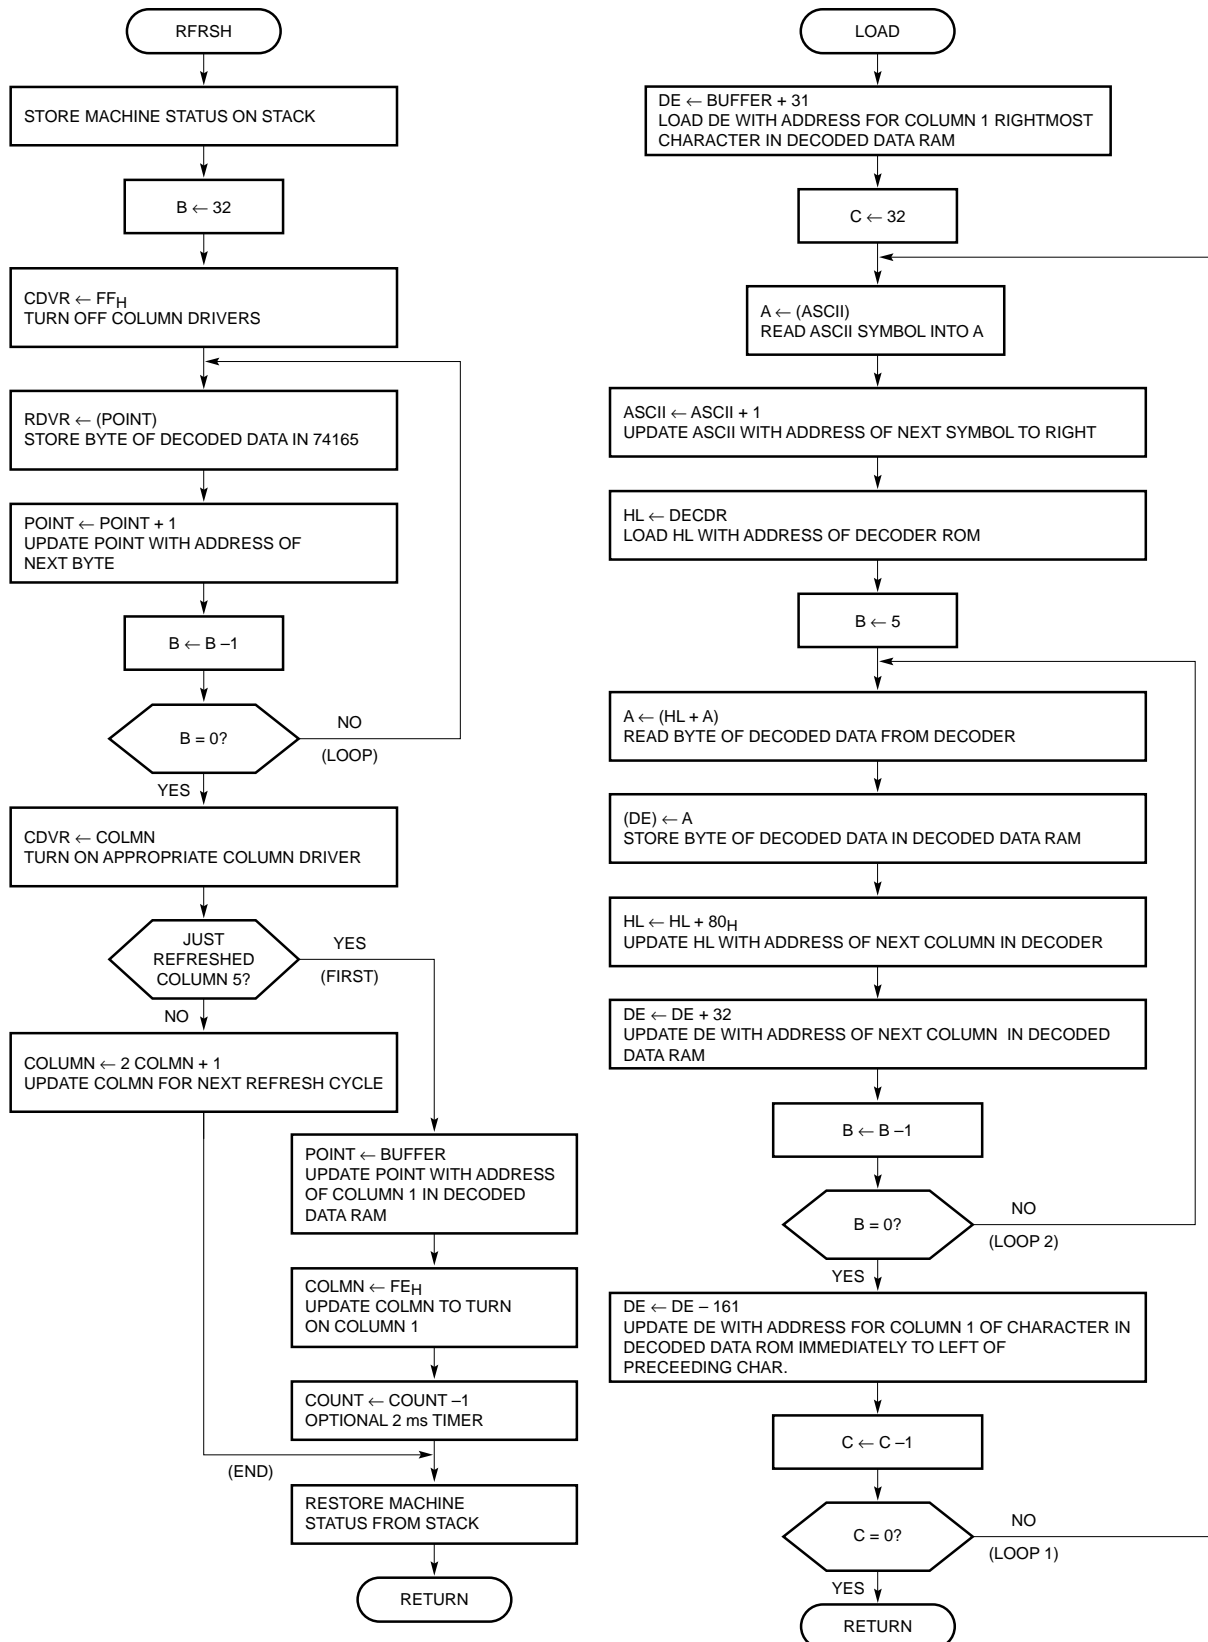 RFRSH
STORE MACHINE STATUS ON STACK
B ← 32
CDVR ← FFH
TURN OFF COLUMN DRIVERS
RDVR ← (POINT)
STORE BYTE OF DECODED DATA IN 74165
POINT ← POINT + 1
UPDATE POINT WITH ADDRESS OF
NEXT BYTE
B ← B –1
B = 0?
NO
(LOOP)
YES
CDVR ← COLMN
TURN ON APPROPRIATE COLUMN DRIVER
JUST
REFRESHED
COLUMN 5?
YES
(FIRST)
NO
COLUMN ← 2 COLMN + 1
UPDATE COLMN FOR NEXT REFRESH CYCLE
POINT ← BUFFER
UPDATE POINT WITH ADDRESS
OF COLUMN 1 IN DECODED
DATA RAM
COLMN ← FEH
UPDATE COLMN TO TURN
ON COLUMN 1
COUNT ← COUNT –1
OPTIONAL 2 ms TIMER
(END)
RESTORE MACHINE
STATUS FROM STACK
RETURN
LOAD
DE ← BUFFER + 31
LOAD DE WITH ADDRESS FOR COLUMN 1 RIGHTMOST
CHARACTER IN DECODED DATA RAM
C ← 32
A ← (ASCII)
READ ASCII SYMBOL INTO A
ASCII ← ASCII + 1
UPDATE ASCII WITH ADDRESS OF NEXT SYMBOL TO RIGHT
HL ← DECDR
LOAD HL WITH ADDRESS OF DECODER ROM
B ← 5
A ← (HL + A)
READ BYTE OF DECODED DATA FROM DECODER
(DE) ← A
STORE BYTE OF DECODED DATA IN DECODED DATA RAM
HL ← HL + 80H
UPDATE HL WITH ADDRESS OF NEXT COLUMN IN DECODER
DE ← DE + 32
UPDATE DE WITH ADDRESS OF NEXT COLUMN IN DECODED
DATA RAM
B ← B –1
B = 0?
NO
(LOOP 2)
YES
DE ← DE – 161
UPDATE DE WITH ADDRESS FOR COLUMN 1 OF CHARACTER IN
DECODED DATA ROM IMMEDIATELY TO LEFT OF
PRECEEDING CHAR.
C ← C –1
C = 0?
NO
(LOOP 1)
YES
RETURN